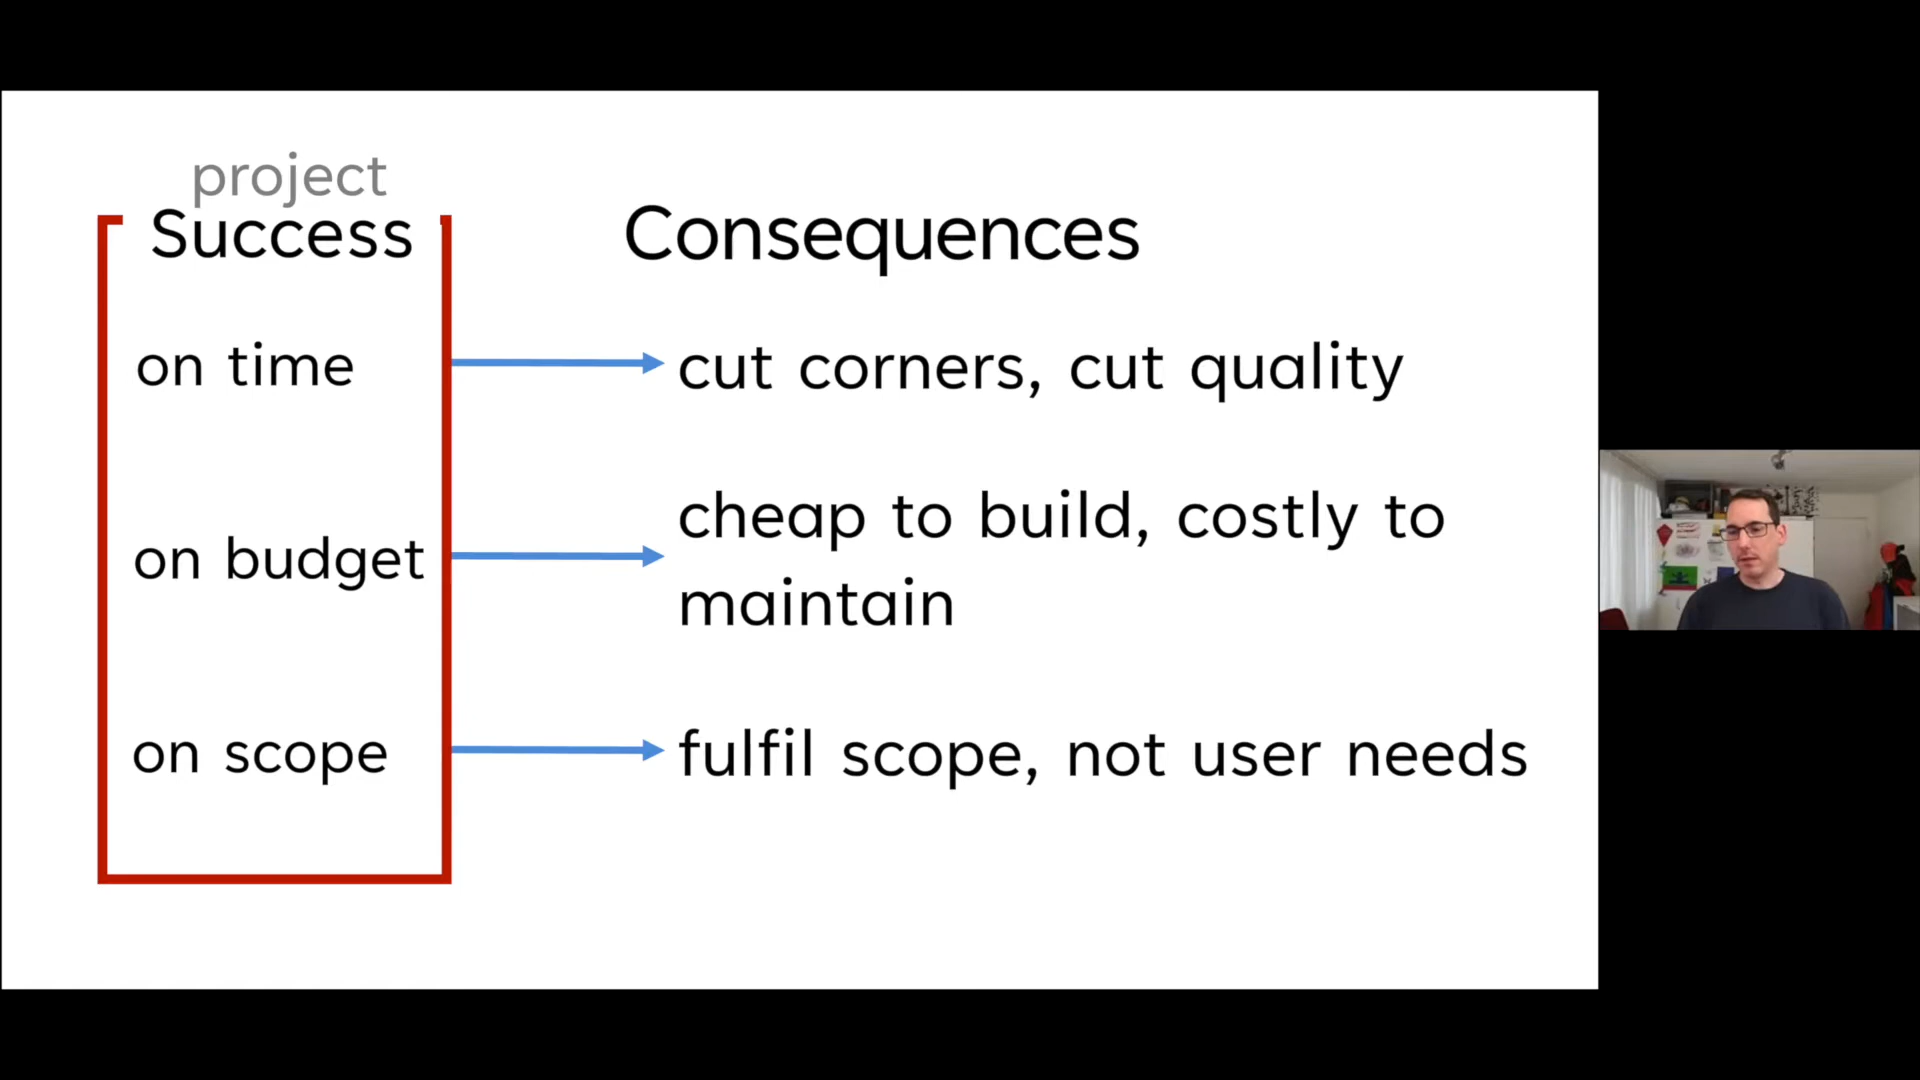 project
Success
Consequences
on time
cut corners, cut quality
on budget
cheap to build, costly to
maintain
on scope
fulfil scope, not user needs